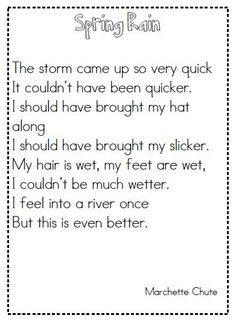 Spring Rain
The storm came up so very quick
It couldn't have been quicker.
I should have brought my hat
along
I should have brought my slicker.
My hair is wet, my feet are wet,
I couldn't be much wetter.
I feel into a river once
But this is even better.
Marchette Chute